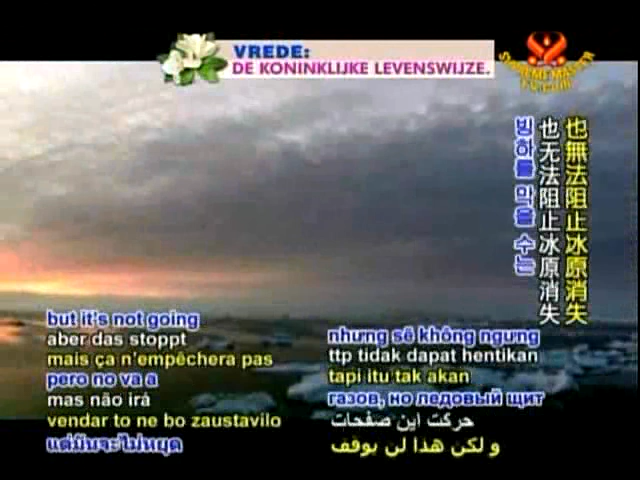 VREDE:
DE KONINKLIJKE LEVENSWIJZE.
SUPREME MASTER
也無法阻止冰原消失
也无法阻止冰原消失
빙하를 막을 수는
but it's not going
aber das stoppt
mais ça n'empêchera pas
pero no va a
mas não irá
vendar to ne bo zaustavilo
แต่มันจะไม่หยุด
nhưng sẽ không ngưng
ttp tidak dapat hentikan
tapi itu tak akan
газов, но ледовый щит
حرکت این صفحات
و لكن هذا لن يوقف